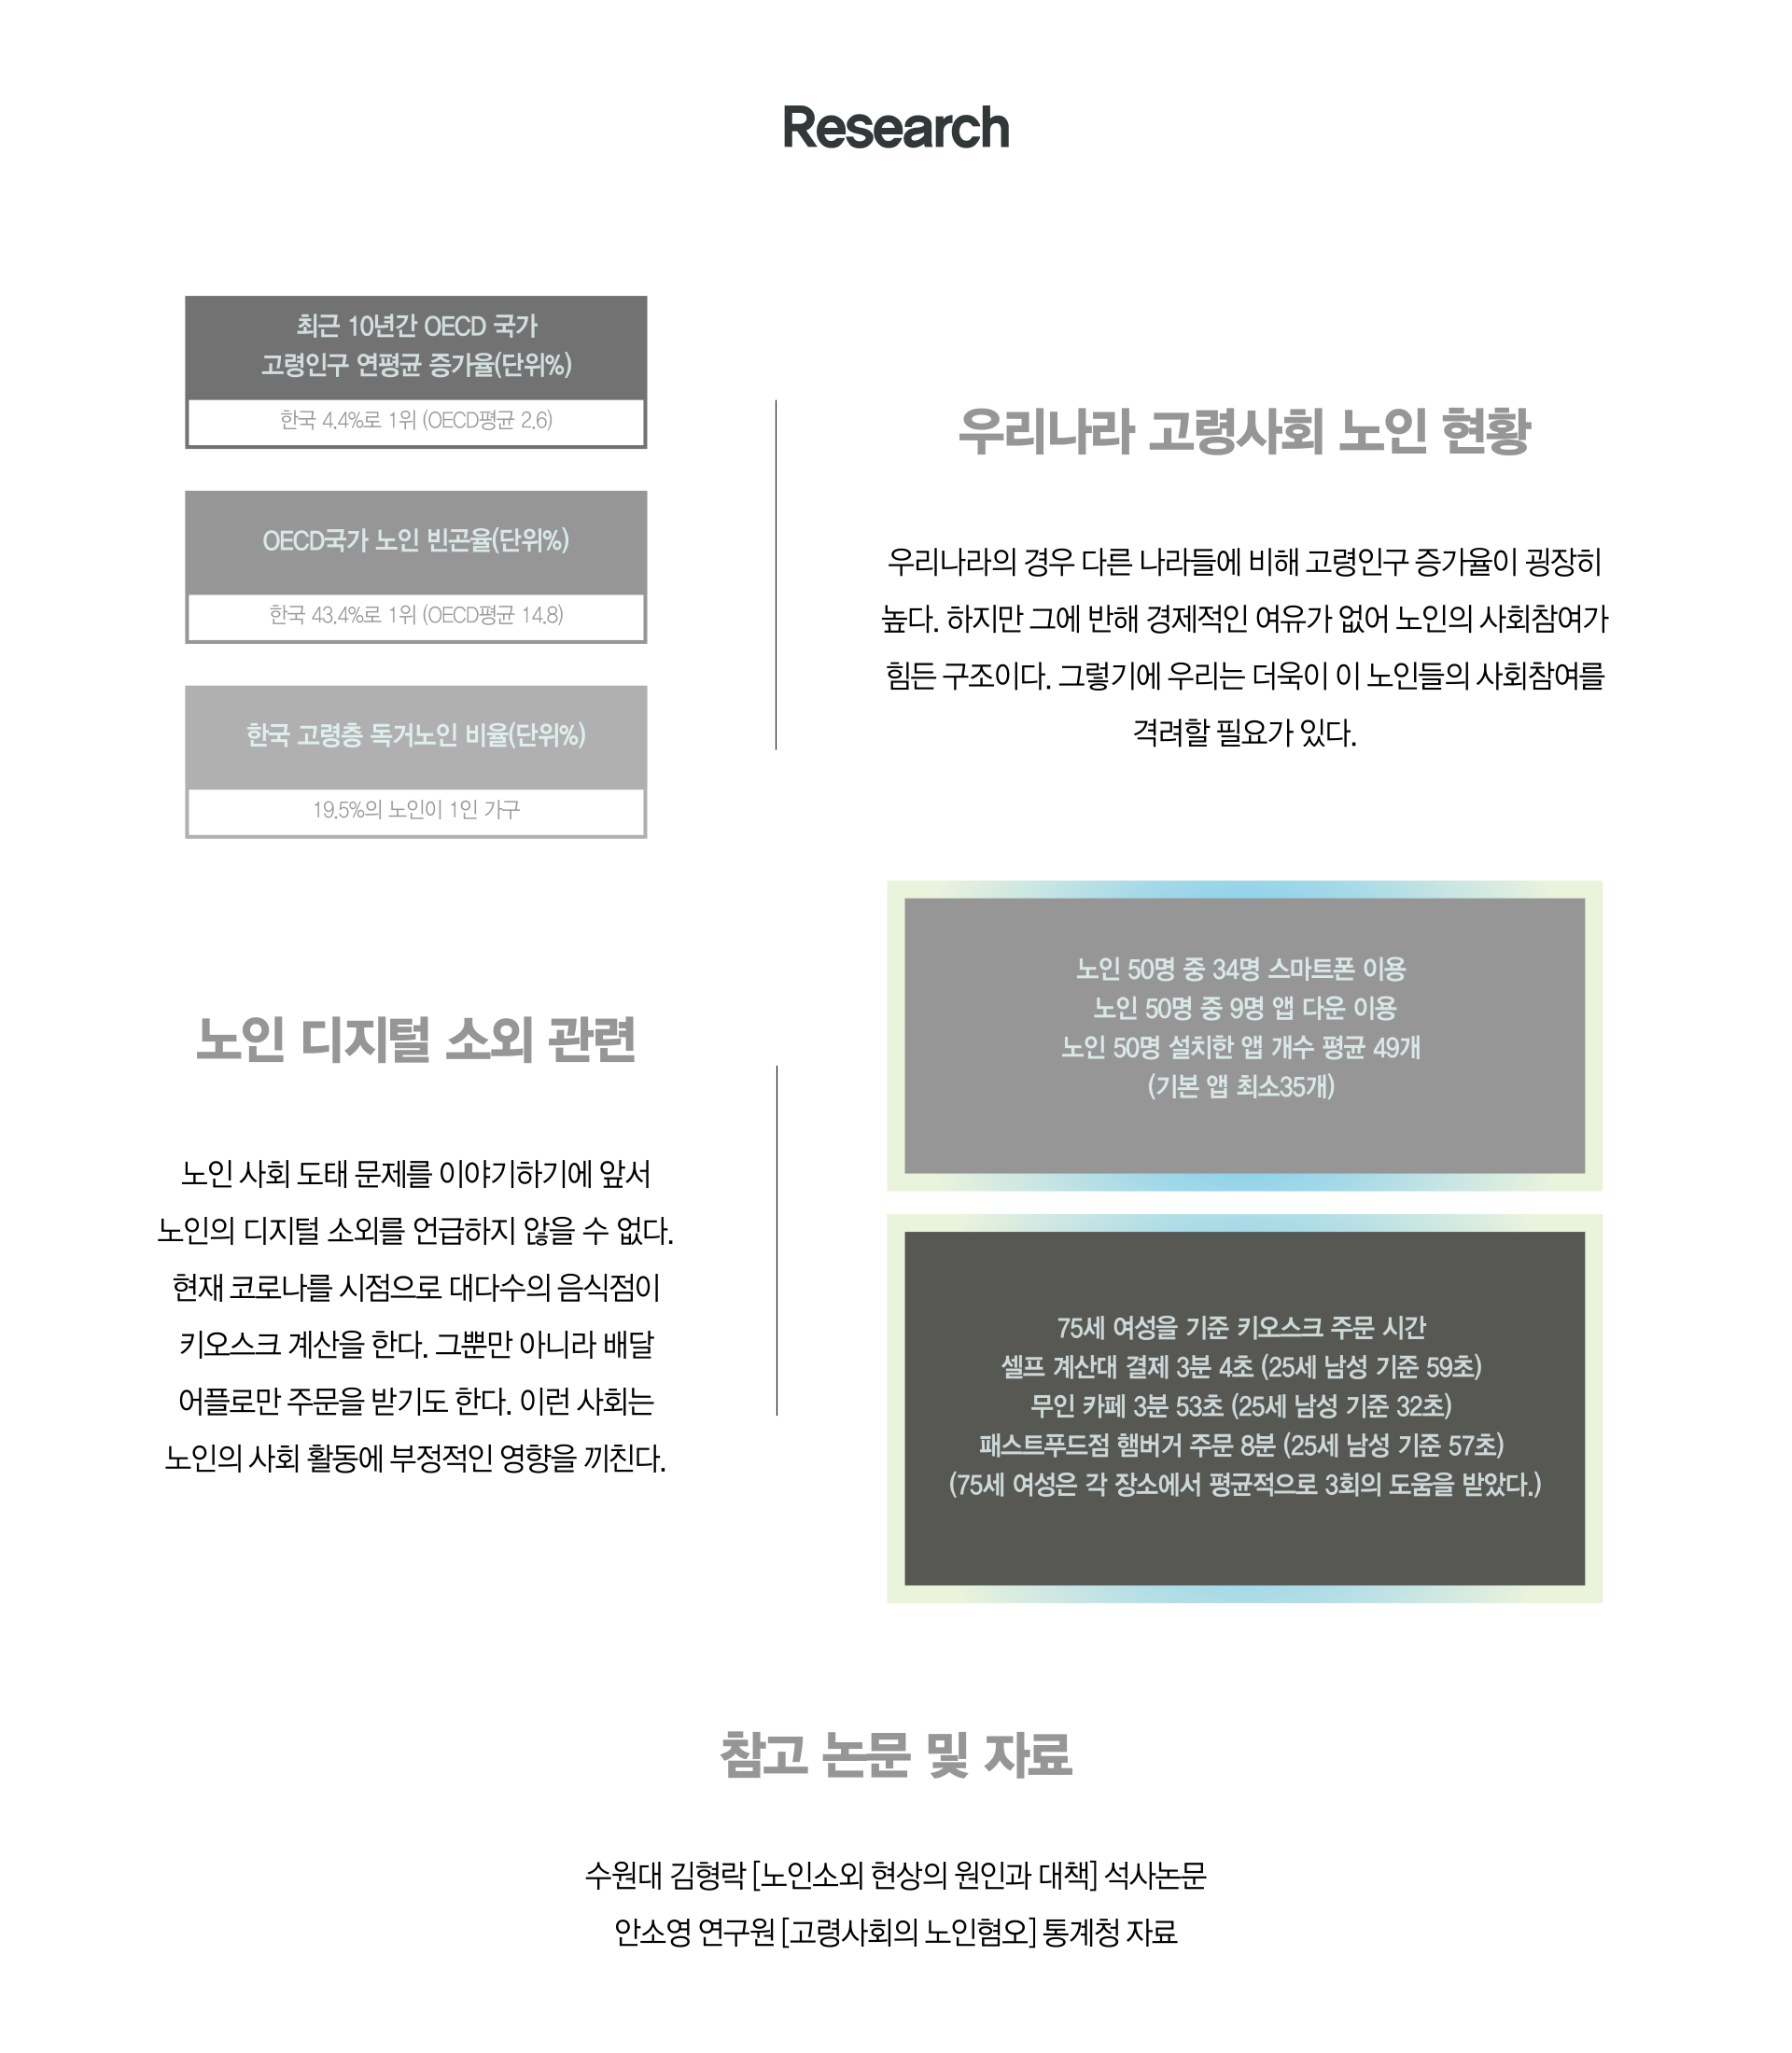 Research
최근 10년간 OECD 국가
고령인구 연평균 증가율(단위%)
한국 4.4%로 1위 (OECD평균 2.6)
OECD국가 노인 빈곤율(단위%)
한국 43.4%로 1위 (OECD평균 14.8)
한국 고령층 독거노인 비율(단위%)
19.5%의 노인이 1인 가구
우리나라 고령사회 노인 현황
우리나라의 경우 다른 나라들에 비해 고령인구 증가율이 굉장히
높다. 하지만 그에 반해 경제적인 여유가 없어 노인의 사회참여가
힘든 구조이다. 그렇기에 우리는 더욱이 이 노인들의 사회참여를
격려할 필요가 있다.
노인 디지털 소외 관련
노인 사회 도태 문제를 이야기하기에 앞서
노인의 디지털 소외를 언급하지 않을 수 없다.
현재 코로나를 시점으로 대다수의 음식점이
키오스크 계산을 한다. 그뿐만 아니라 배달
어플로만 주문을 받기도 한다. 이런 사회는
노인의 사회 활동에 부정적인 영향을 끼친다.
노인 50명 중 34명 스마트폰 이용
노인 50명 중 9명 앱 다운 이용
노인 50명 설치한 앱 개수 평균 49개
(기본 앱 최소35개)
75세 여성을 기준 키오스크 주문 시간
셀프 계산대 결제 3분 4초 (25세 남성 기준 59초)
무인 카페 3분 53초 (25세 남성 기준 32초)
패스트푸드점 햄버거 주문 8분 (25세 남성 기준 57초)
(75세 여성은 각 장소에서 평균적으로 3회의 도움을 받았다.)
참고 논문 및 자료
수원대 김형락 [노인소외 현상의 원인과 대책] 석사논문
안소영 연구원 [고령사회의 노인혐오] 통계청 자료